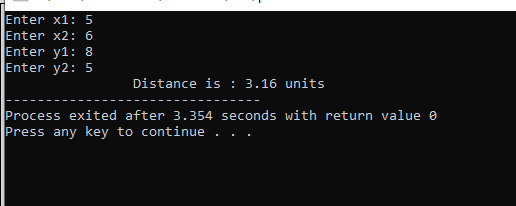 Enter x1: 5
Enter x2: 6
Enter y1: 8
Enter y2: 5
Distance is : 3.16 units
--------------------------------
Process exited after 3.354 seconds with return value 0
Press any key to continue . . .